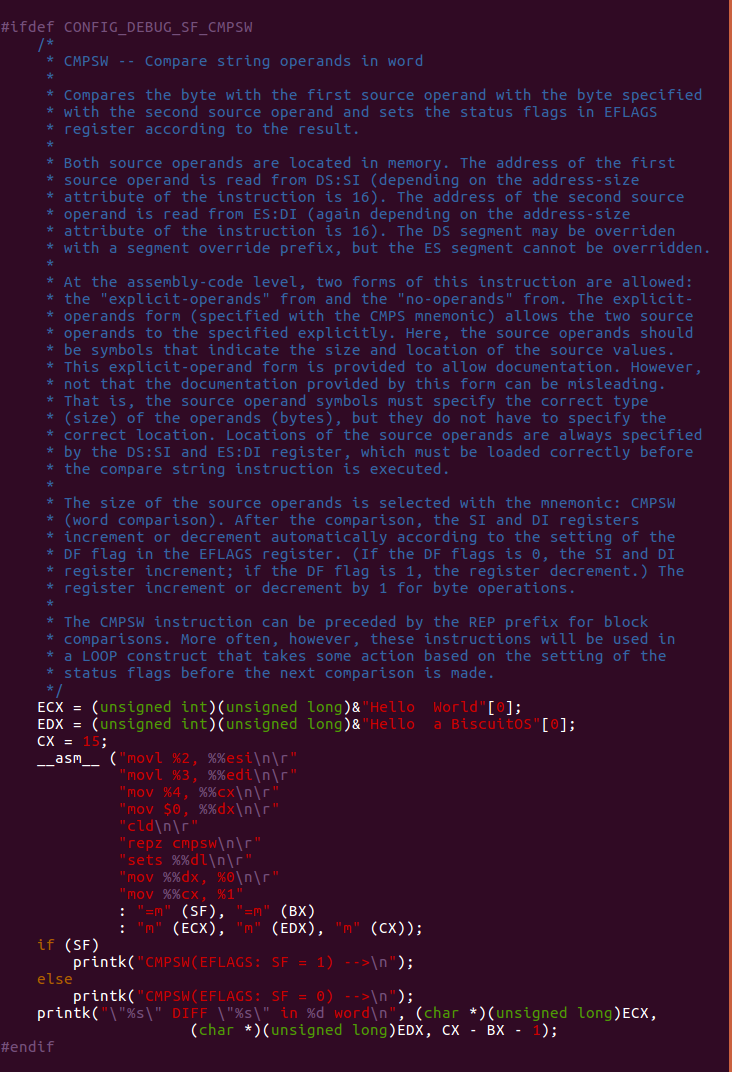 #ifdef CONFIG_DEBUG_SF_CMPSW
    /*
     * CMPSW -- Compare string operands in word
     *
     * Compares the byte with the first source operand with the byte specified
     * with the second source operand and sets the status flags in EFLAGS
     * register according to the result.
     *
     * Both source operands are located in memory. The address of the first
     * source operand is read from DS:SI (depending on the address-size
     * attribute of the instruction is 16). The address of the second source
     * operand is read from ES:DI (again depending on the address-size
     * attribute of the instruction is 16). The DS segment may be overriden
     * with a segment override prefix, but the ES segment cannot be overridden.
     *
     * At the assembly-code level, two forms of this instruction are allowed:
     * the "explicit-operands" from and the "no-operands" from. The explicit-
     * operands form (specified with the CMPS mnemonic) allows the two source
     * operands to the specified explicitly. Here, the source operands should
     * be symbols that indicate the size and location of the source values.
     * This explicit-operand form is provided to allow documentation. However,
     * not that the documentation provided by this form can be misleading.
     * That is, the source operand symbols must specify the correct type
     * (size) of the operands (bytes), but they do not have to specify the
     * correct location. Locations of the source operands are always specified
     * by the DS:SI and ES:DI register, which must be loaded correctly before
     * the compare string instruction is executed.
     *
     * The size of the source operands is selected with the mnemonic: CMPSW
     * (word comparison). After the comparison, the SI and DI registers
     * increment or decrement automatically according to the setting of the
     * DF flag in the EFLAGS register. (If the DF flags is 0, the SI and DI
     * register increment; if the DF flag is 1, the register decrement.) The
     * register increment or decrement by 1 for byte operations.
     *
     * The CMPSW instruction can be preceded by the REP prefix for block
     * comparisons. More often, however, these instructions will be used in
     * a LOOP construct that takes some action based on the setting of the
     * status flags before the next comparison is made.
     */
    ECX = (unsigned int)(unsigned long)&"Hello  World"[0];
    EDX = (unsigned int)(unsigned long)&"Hello  a BiscuitOS"[0];
    CX = 15;
    __asm__ ("movl %2, %%esi\n\r"
             "movl %3, %%edi\n\r"
             "mov %4, %%cx\n\r"
             "mov $0, %%dx\n\r"
             "cld\n\r"
             "repz cmpsw\n\r"
             "sets %%dl\n\r"
             "mov %%dx, %0\n\r"
             "mov %%cx, %1"
             : "=m" (SF), "=m" (BX)
             : "m" (ECX), "m" (EDX), "m" (CX));
    if (SF)
        printk("CMPSW(EFLAGS: SF = 1) -->\n");
    else
        printk("CMPSW(EFLAGS: SF = 0) -->\n");
    printk("\"%s\" DIFF \"%s\" in %d word\n", (char *)(unsigned long)ECX,
                     (char *)(unsigned long)EDX, CX - BX - 1);
#endif